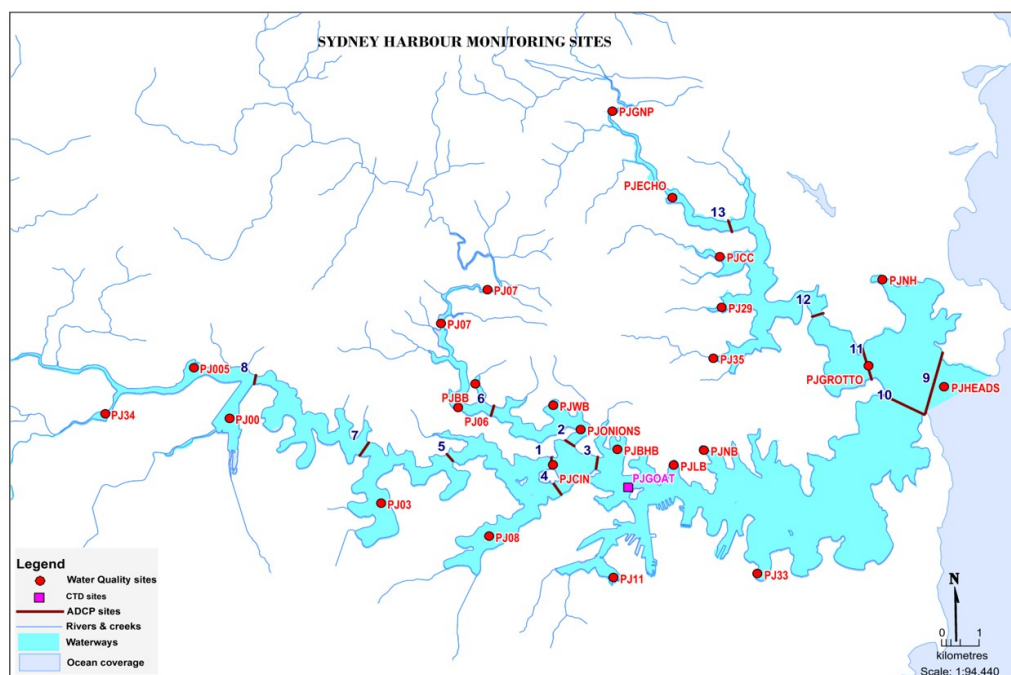 SYDNEY HARBOUR MONITORING SITES
PJGNP
PJECHO
13
PJCC
PJNH
PJ07
12
PJ29
PJ07
11
9
PJ35
PJ005
8
PJGROTTO
PJHEADS
10
PJBB
6
PJWB
PJ34
PJ00
PJ06
2
PJONIONS
7
5
1
3
PJBHB
PJNB
PJLB
4
PJCIN
PJGOAT
PJ03
PJ08
PJ11
PJ33
Legend
Water Quality sites
CTD sites
ADCP sites
Rivers & creeks
Waterways
Ocean coverage
N
0 1
kilometres
Scale: 1:94,440